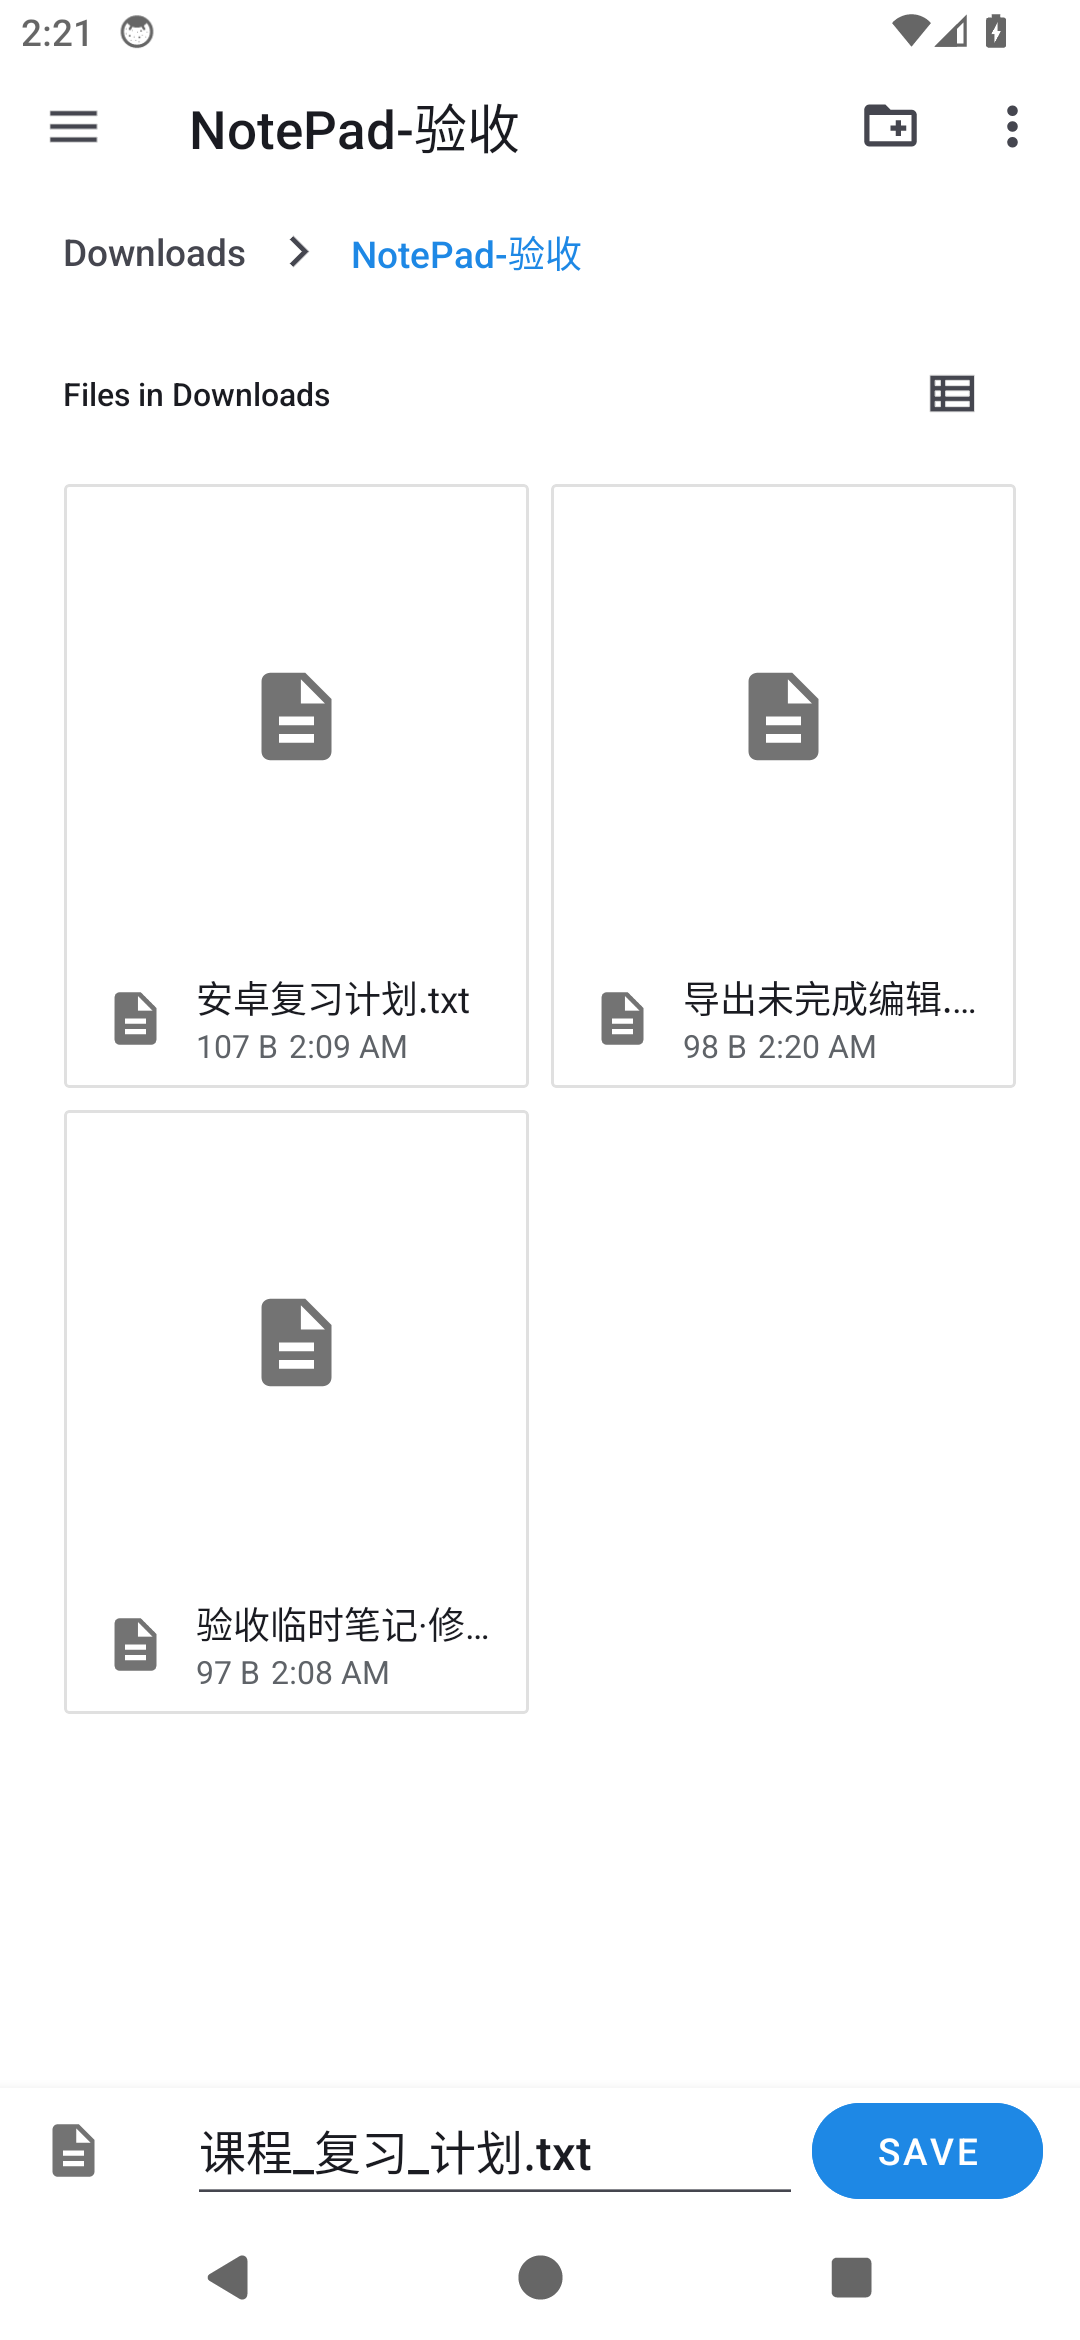 2:21
NotePad-验收
Downloads NotePad-验收
Files in Downloads
安卓复习计划.txt
107 B 2:09 AM
导出未完成编辑....
98 B 2:20 AM
验收临时笔记·修...
97 B 2:08 AM
课程_复习_计划.txt
SAVE